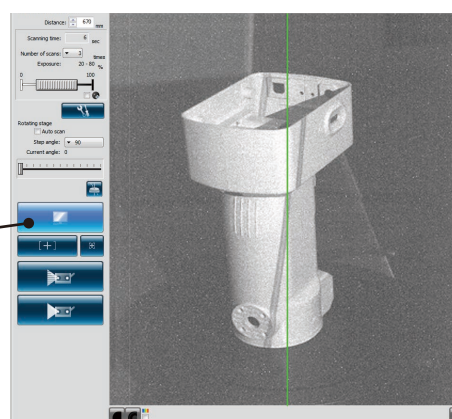 Distance: 670 mm
Scanning time: 6 sec
Number of scans: 3 times
Exposure: 20 - 80 %
0 100
Rotating stage
Auto scan
Step angle: 90
Current angle: 0
[+]